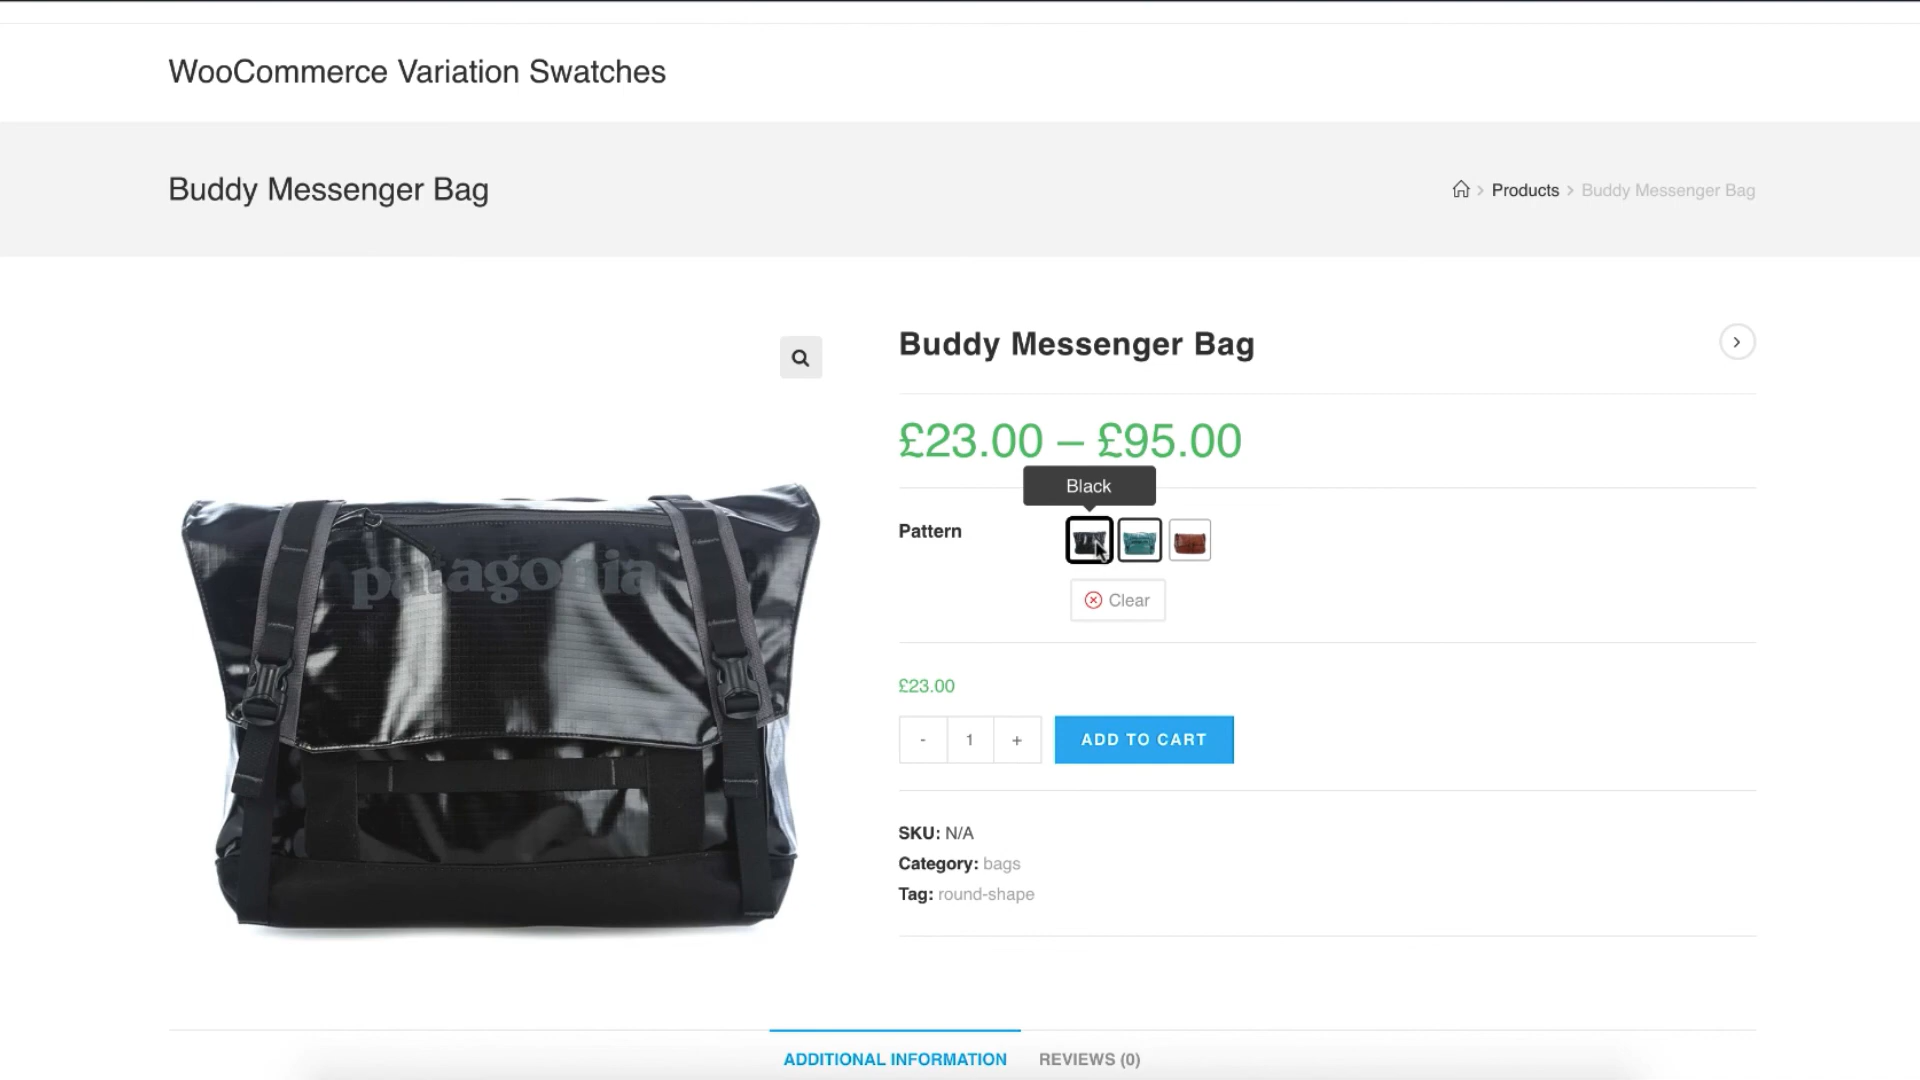 WooCommerce Variation Swatches
Buddy Messenger Bag
Products
Buddy Messenger Bag
Buddy Messenger Bag
£23.00 – £95.00
Black
Pattern
Clear
patagonia
£23.00
- 1 +
ADD TO CART
SKU: N/A
Category: bags
Tag: round-shape
ADDITIONAL INFORMATION
REVIEWS (0)